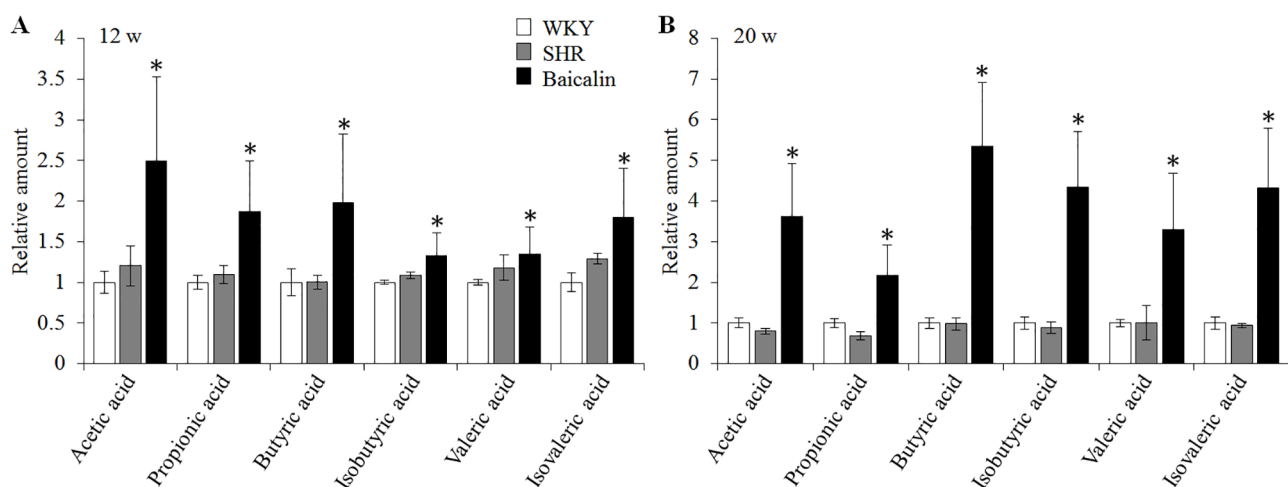 A
12 w
WKY
SHR
Baicalin
Relative amount
4
3.5
3
2.5
2
1.5
1
0.5
0
*
*
*
*
*
*
Acetic acid
Propionic acid
Butyric acid
Isobutyric acid
Valeric acid
Isovaleric acid
B
20 w
Relative amount
8
7
6
5
4
3
2
1
0
*
*
*
*
*
*
Acetic acid
Propionic acid
Butyric acid
Isobutyric acid
Valeric acid
Isovaleric acid